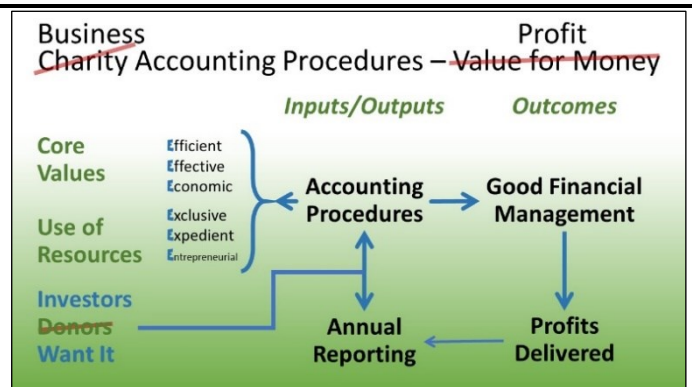 Business Profit
Charity Accounting Procedures – Value for Money
Inputs/Outputs Outcomes
Core
Values
Efficient
Effective
Economic
Use of
Resources
Exclusive
Expedient
Entrepreneurial
Accounting
Procedures
Good Financial
Management
Investors
Donors
Want It
Annual
Reporting
Profits
Delivered